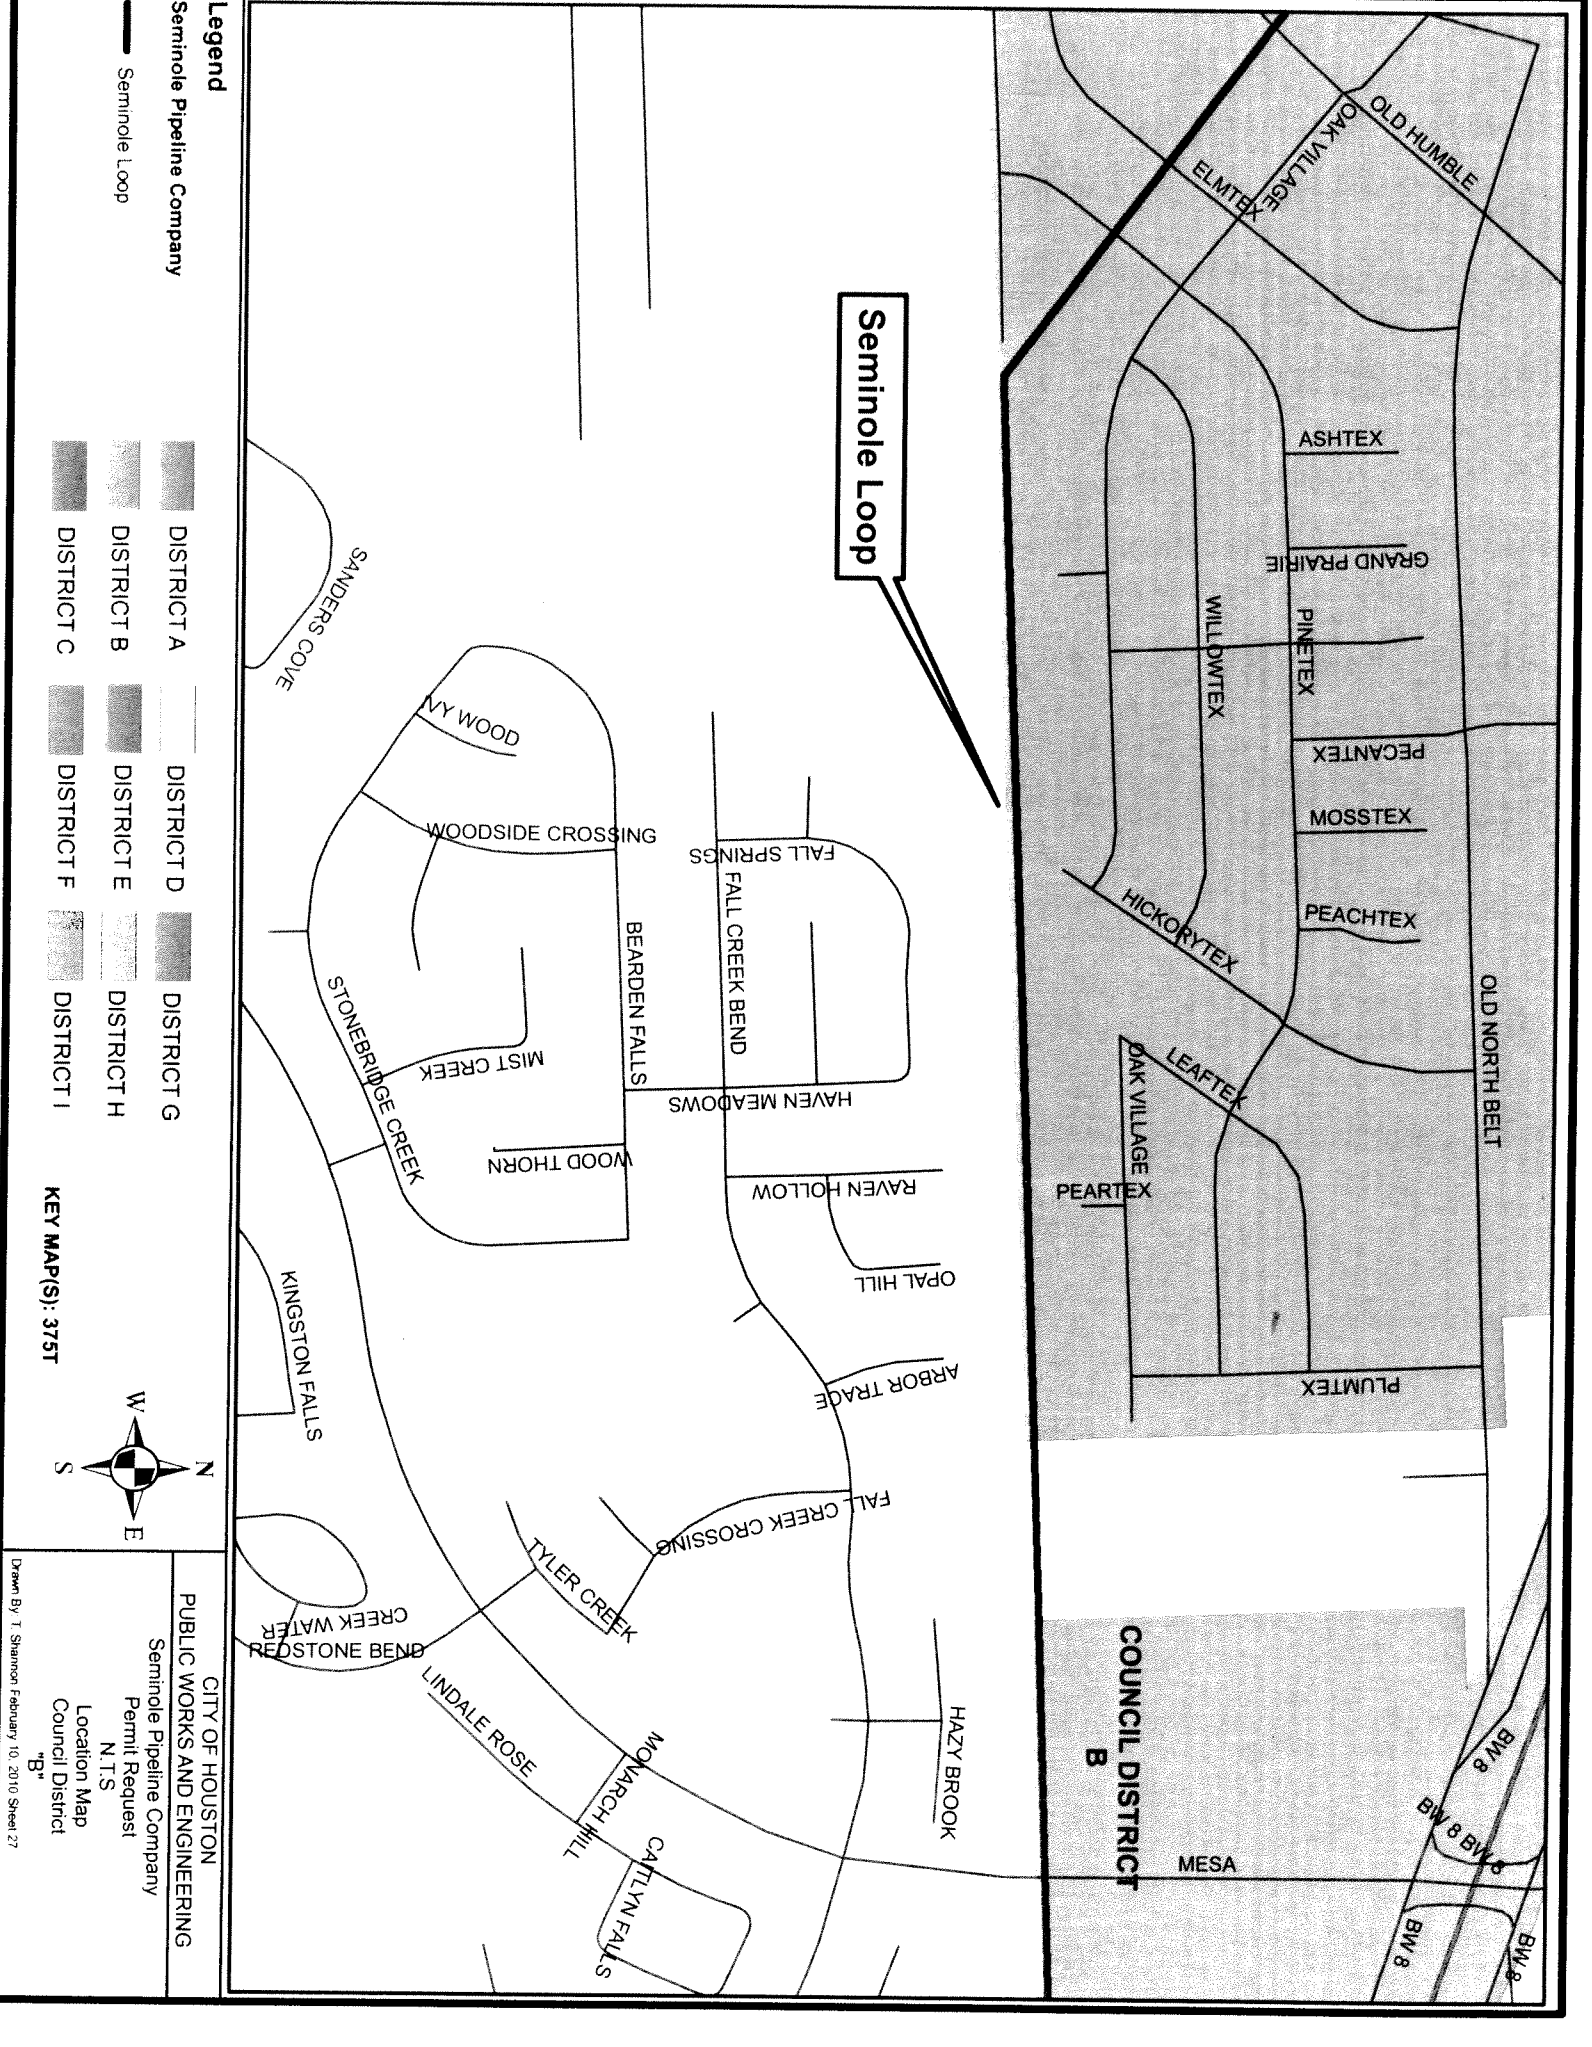 OLD HUMBLE
OAK VILLAGE
ELMTEX
ASHTEX
GRAND PRAIRIE
PINETEX
WILLOWTEX
PECANTEX
MOSSTEX
PEACHTEX
HICKORYTEX
OLD NORTH BELT
LEAFTEX
OAK VILLAGE
PEARTEX
PLUMTEX
BW 8
BW 8
BW 8
BW 8
BW 8
MESA
COUNCIL DISTRICT
B
Seminole Loop
SANDERS COVE
IVY WOOD
WOODSIDE CROSSING
FALL SPRINGS
FALL CREEK BEND
BEARDEN FALLS
STONEBRIDGE CREEK
MIST CREEK
HAVEN MEADOWS
WOOD THORN
RAVEN HOLLOW
OPAL HILL
ARBOR TRACE
KINGSTON FALLS
FALL CREEK CROSSING
TYLER CREEK
CREEK WATER
REDSTONE BEND
LINDALE ROSE
MONARCH HILL
HAZY BROOK
CAITLYN FALLS
Legend
Seminole Pipeline Company
Seminole Loop
DISTRICT A
DISTRICT B
DISTRICT C
DISTRICT D
DISTRICT E
DISTRICT F
DISTRICT G
DISTRICT H
DISTRICT I
KEY MAP(S): 375T
N
W
E
S
CITY OF HOUSTON
PUBLIC WORKS AND ENGINEERING
Seminole Pipeline Company
Permit Request
N.T.S
Location Map
Council District
"B"
Drawn By: T. Shannon February 10, 2010 Sheet 27